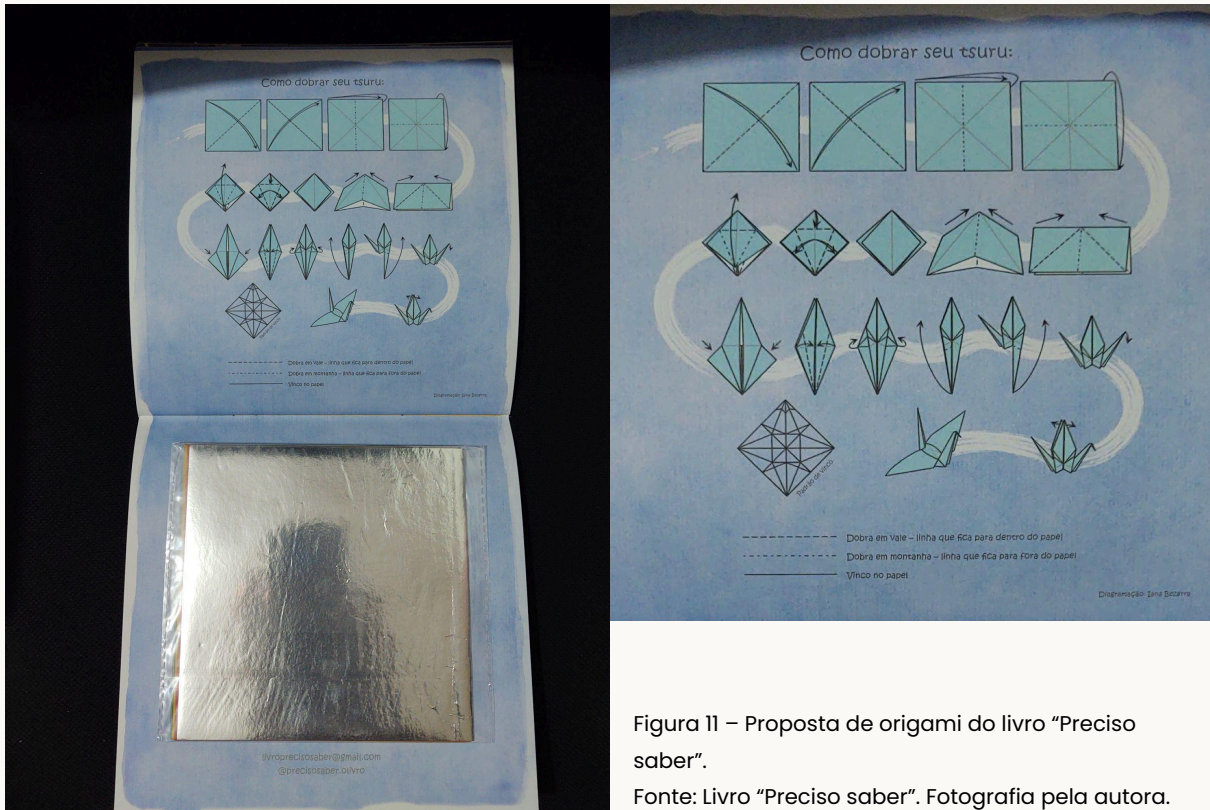 Como dobrar seu tsuru:
Padrão de vinco
Dobra em vale – linha que fica para dentro do papel
Dobra em montanha – linha que fica para fora do papel
Vinco no papel
Diagramação: Iana Bezerra
livroprecisosaber@gmail.com
@precisosaber.olivro
Como dobrar seu tsuru:
Padrão de vinco
Dobra em vale – linha que fica para dentro do papel
Dobra em montanha – linha que fica para fora do papel
Vinco no papel
Diagramação: Iana Bezerra
Figura 11 – Proposta de origami do livro “Preciso
saber”.
Fonte: Livro “Preciso saber”. Fotografia pela autora.